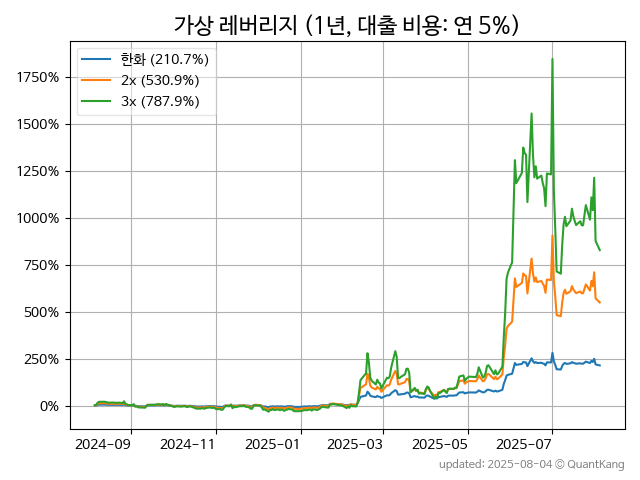 가상 레버리지 (1년, 대출 비용: 연 5%)
한화 (210.7%)
2x (530.9%)
3x (787.9%)
1750%
1500%
1250%
1000%
750%
500%
250%
0%
2024-09 2024-11 2025-01 2025-03 2025-05 2025-07
updated: 2025-08-04 © QuantKang